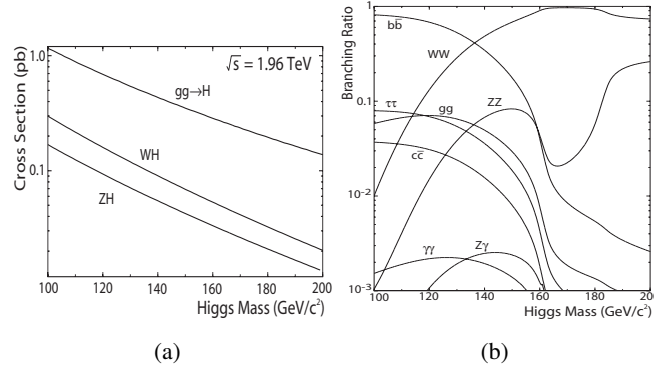 Cross Section (pb)
1.0
0.1
√s = 1.96 TeV
gg→H
WH
ZH
100 120 140 160 180 200
Higgs Mass (GeV/c²)
(a)
Branching Ratio
1
0.1
10⁻²
10⁻³
bb̄
WW
ττ
gg
ZZ
cc̄
γγ
Zγ
100 120 140 160 180 200
Higgs Mass (GeV/c²)
(b)